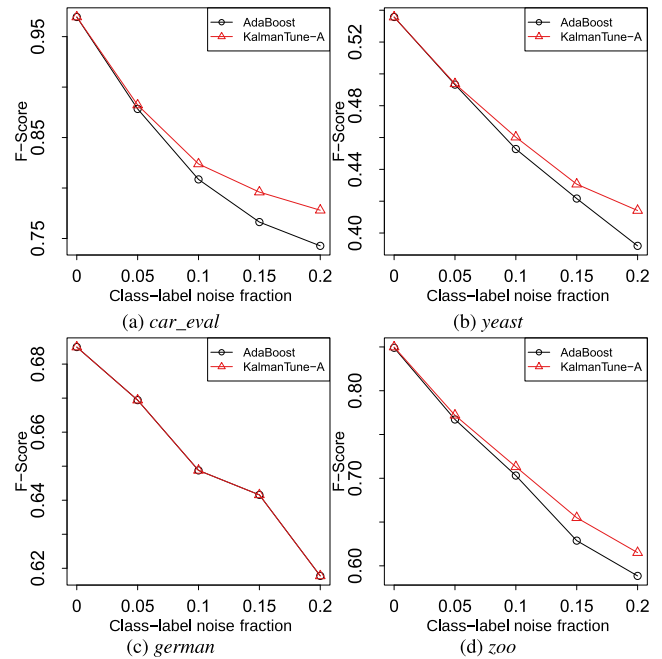 AdaBoost
KalmanTune-A
F-Score
0.95
0.85
0.75
0 0.05 0.1 0.15 0.2
Class-label noise fraction
(a) car_eval
AdaBoost
KalmanTune-A
F-Score
0.52
0.48
0.44
0.40
0 0.05 0.1 0.15 0.2
Class-label noise fraction
(b) yeast
AdaBoost
KalmanTune-A
F-Score
0.68
0.66
0.64
0.62
0 0.05 0.1 0.15 0.2
Class-label noise fraction
(c) german
AdaBoost
KalmanTune-A
F-Score
0.80
0.70
0.60
0 0.05 0.1 0.15 0.2
Class-label noise fraction
(d) zoo